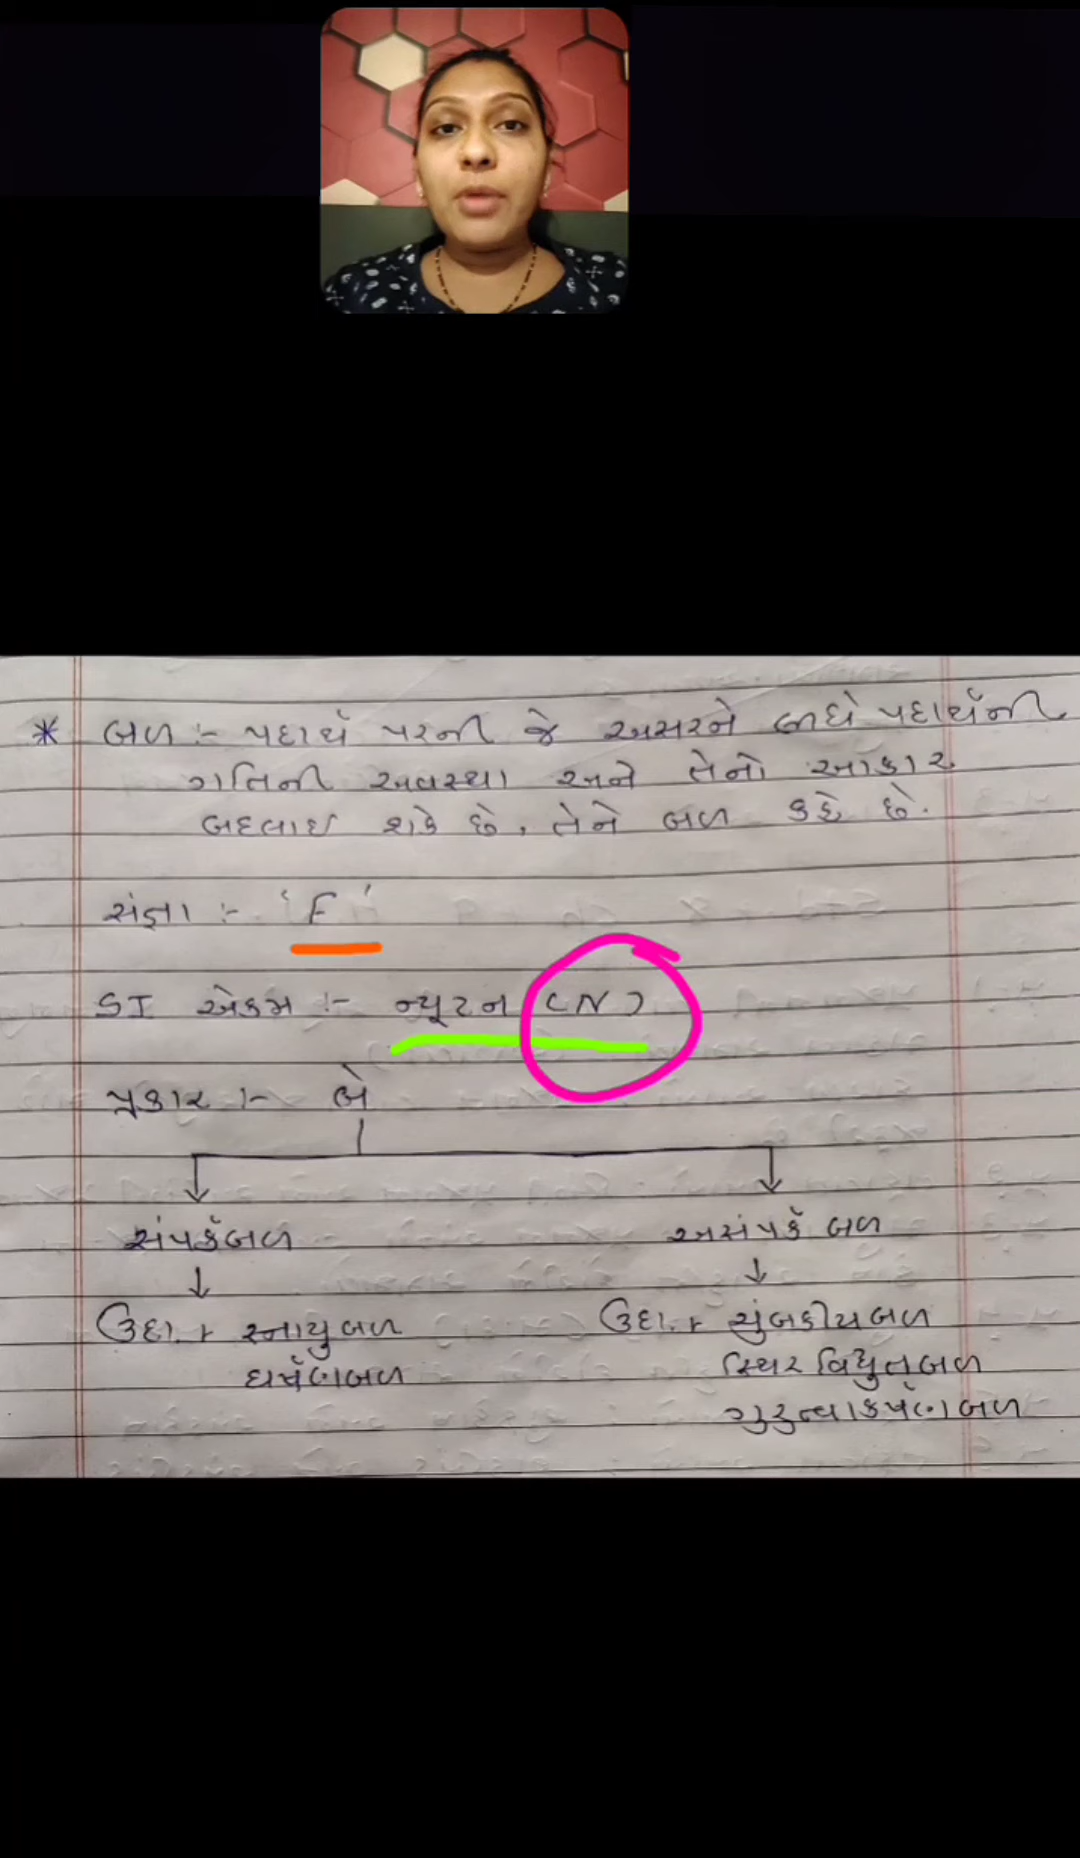 * બળ :- પદાર્થ પરની જે અસરને લીધે પદાર્થની
ગતિની અવસ્થા અને તેનો આકાર
બદલાઇ શકે છે, તેને બળ કહે છે.
સંજ્ઞા :- 'F'
SI એકમ :- ન્યૂટન (N)
પ્રકાર :- બે
સંપર્કબળ અસંપર્ક બળ
ઉદા. સ્નાયુબળ ઉદા. ચુંબકીયબળ
ઘર્ષણબળ સ્થિર વિધુતબળ
ગુરુત્વાકર્ષણબળ